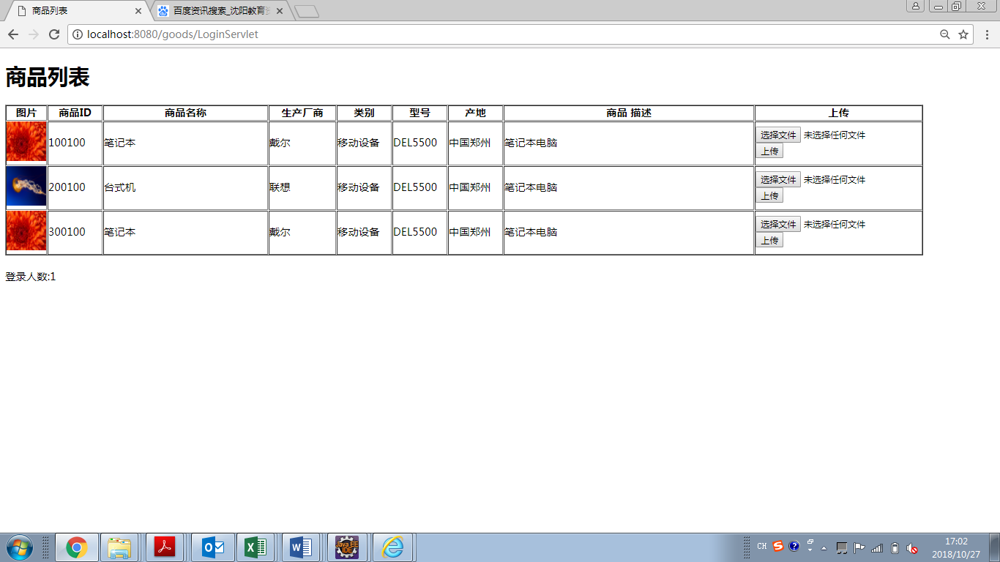 商品列表
百度资讯搜索_沈阳教育
localhost:8080/goods/LoginServlet
商品列表
图片 商品ID 商品名称 生产厂商 类别 型号 产地 商品 描述 上传
100100 笔记本 戴尔 移动设备 DEL5500 中国郑州 笔记本电脑 选择文件 未选择任何文件
上传
200100 台式机 联想 移动设备 DEL5500 中国郑州 笔记本电脑 选择文件 未选择任何文件
上传
300100 笔记本 戴尔 移动设备 DEL5500 中国郑州 笔记本电脑 选择文件 未选择任何文件
上传
登录人数:1
Java EE
IDE
CH
17:02
2018/10/27